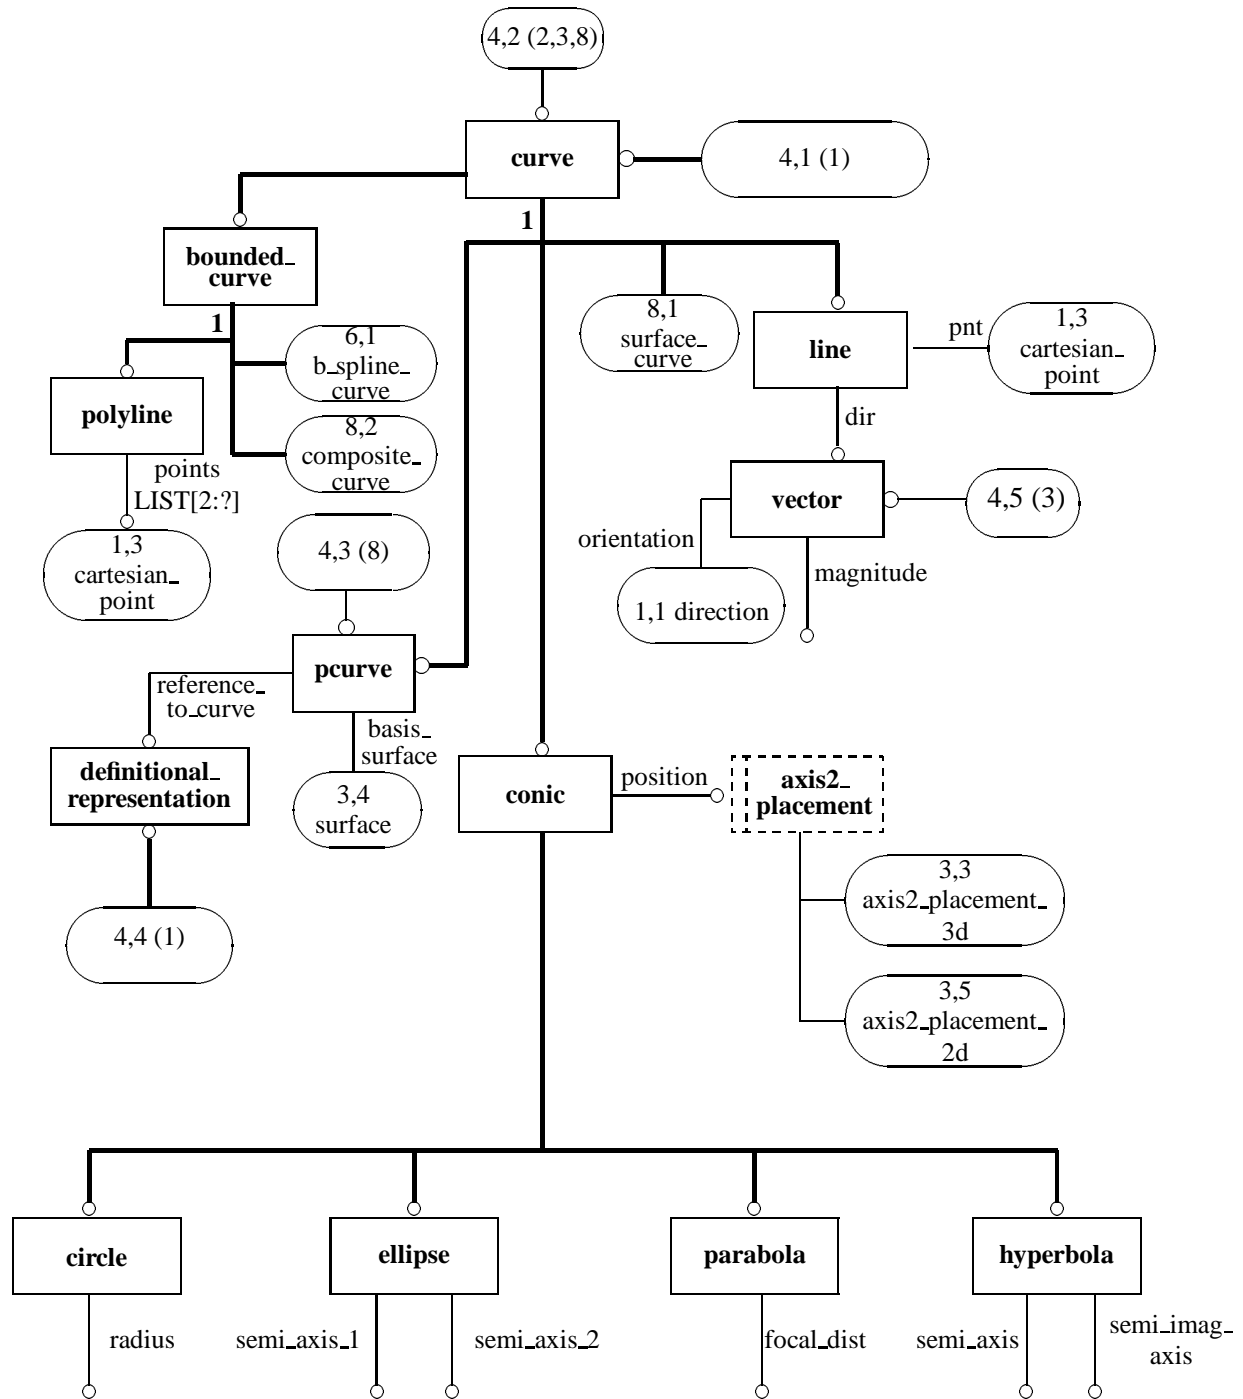 4,2 (2,3,8)
curve
4,1 (1)
1
bounded_
curve
1
6,1
b_spline_
curve
8,1
surface_
curve
line
pnt
1,3
cartesian_
point
polyline
8,2
composite_
curve
dir
points
LIST[2:?]
vector
4,5 (3)
1,3
cartesian_
point
4,3 (8)
orientation
magnitude
1,1 direction
pcurve
reference_
to_curve
basis_
surface
definitional_
representation
3,4
surface
conic
position
axis2_
placement
3,3
axis2_placement_
3d
4,4 (1)
3,5
axis2_placement_
2d
circle
ellipse
parabola
hyperbola
radius
semi_axis_1
semi_axis_2
focal_dist
semi_axis
semi_imag_
axis